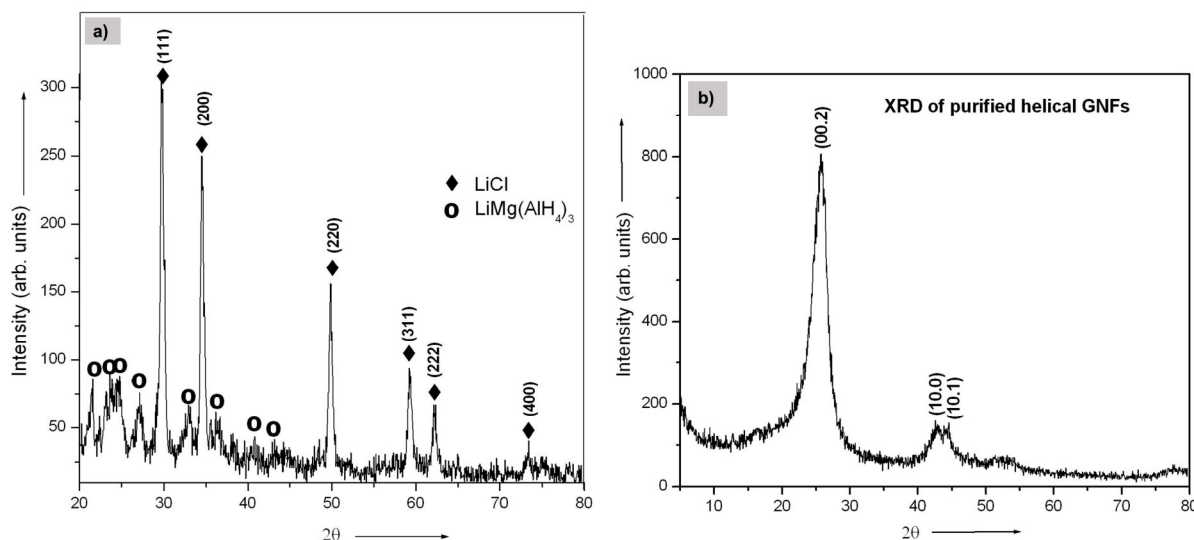 a)
(111)
(200)
(220)
(311)
(222)
(400)
◆ LiCl
o LiMg(AlH₄)₃
Intensity (arb. units)
300
250
200
150
100
50
20 30 40 50 60 70 80
2θ
b)
XRD of purified helical GNFs
(00.2)
(10.0)
(10.1)
Intensity (arb. units)
1000
800
600
400
200
0
10 20 30 40 50 60 70 80
2θ